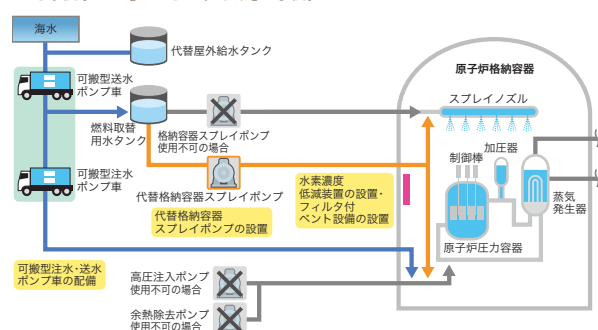 海水
代替屋外給水タンク
可搬型送水
ポンプ車
原子炉格納容器
スプレイノズル
燃料取替
用水タンク
格納容器スプレイポンプ
使用不可の場合
加圧器
制御棒
可搬型注水
ポンプ車
代替格納容器スプレイポンプ
水素濃度
低減装置の設置・
フィルタ付
ベント設備の設置
蒸気
発生器
代替格納容器
スプレイポンプの設置
原子炉圧力容器
可搬型注水・送水
ポンプ車の配備
高圧注入ポンプ
使用不可の場合
余熱除去ポンプ
使用不可の場合